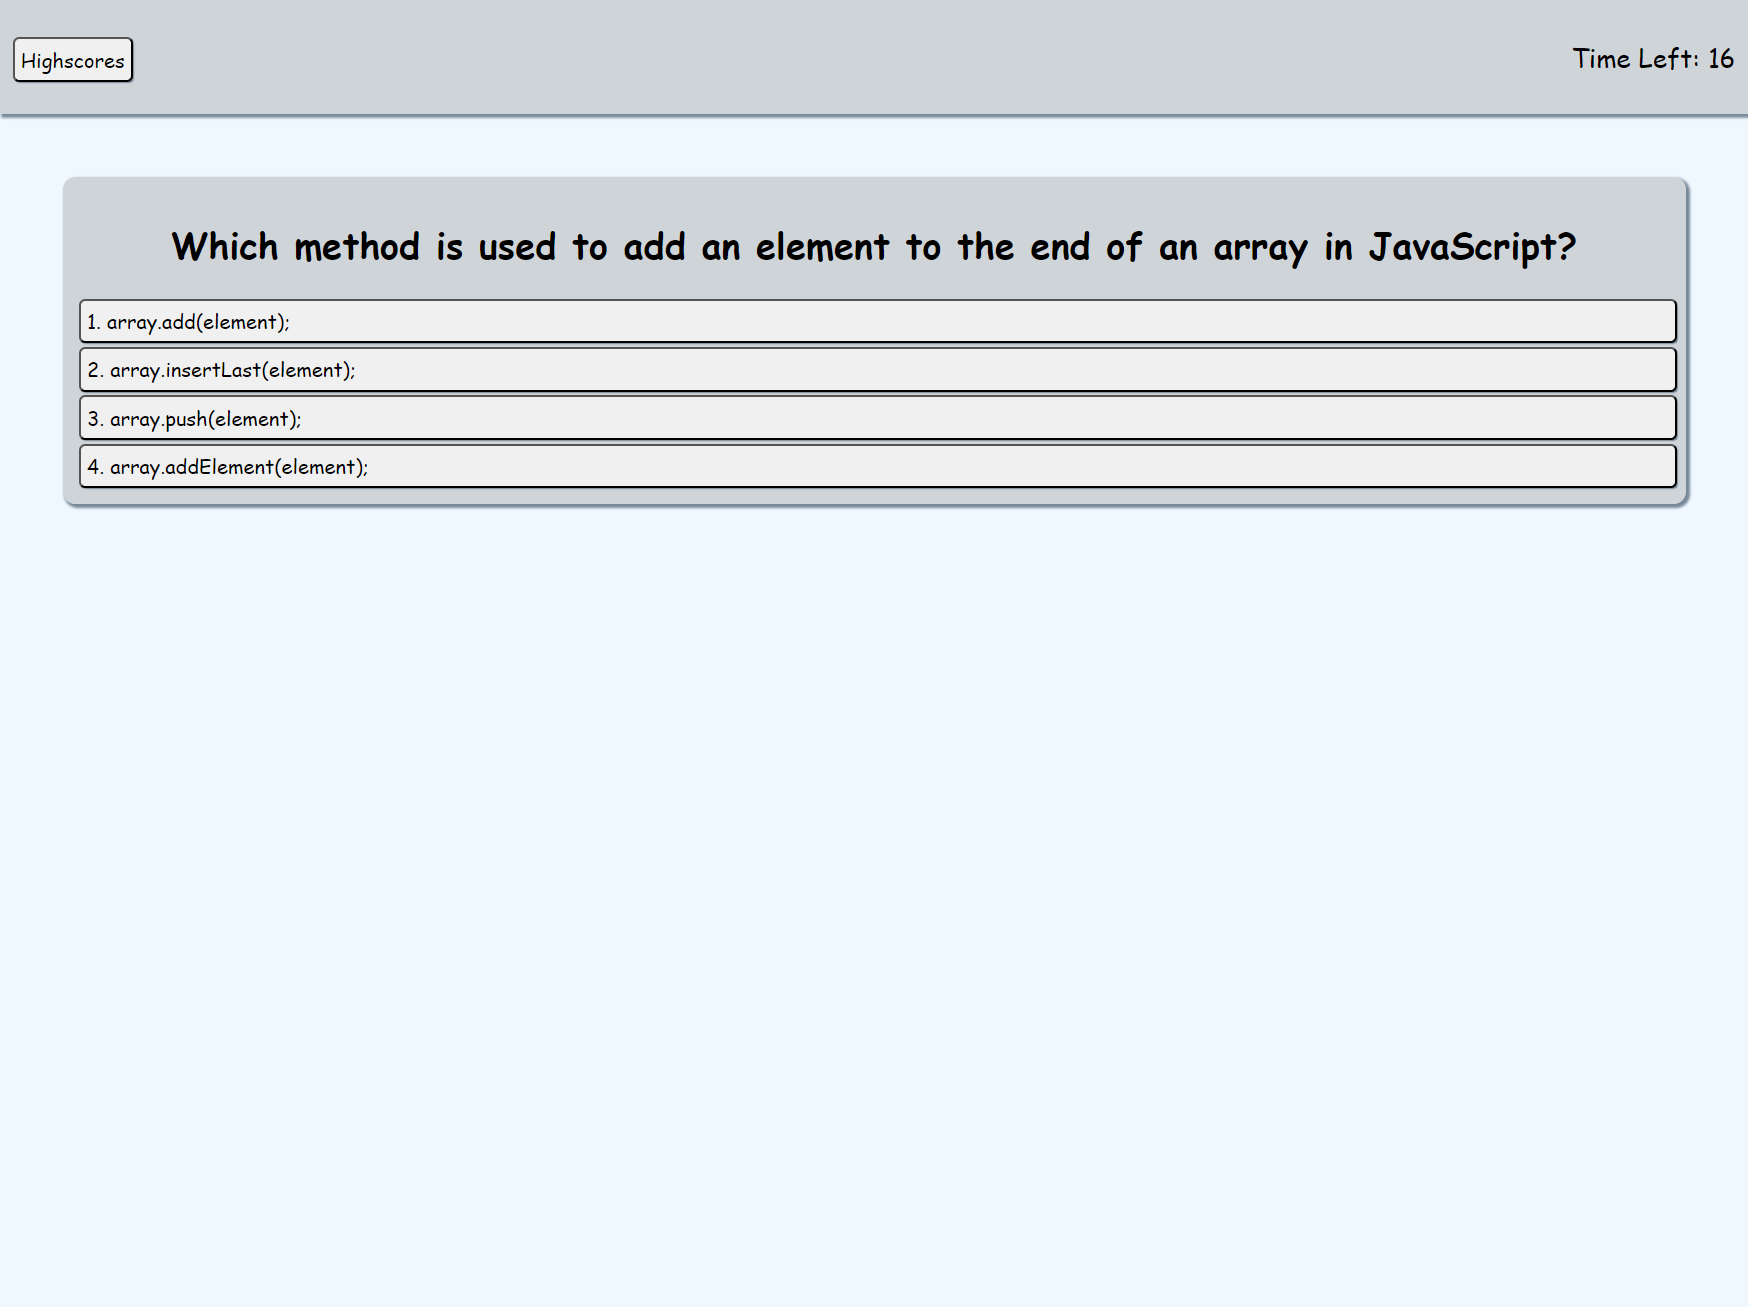 Highscores
Time Left: 16
Which method is used to add an element to the end of an array in JavaScript?
1. array.add(element);
2. array.insertLast(element);
3. array.push(element);
4. array.addElement(element);